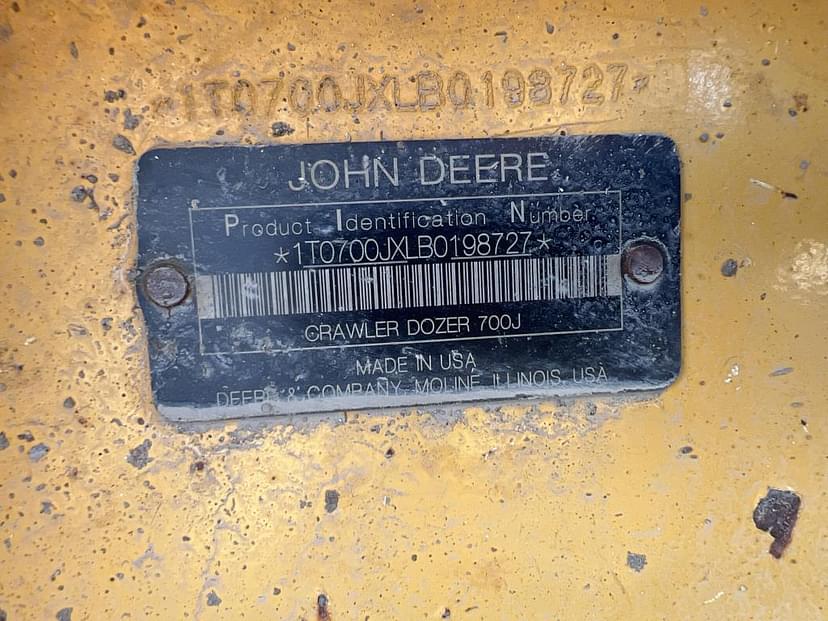 *1T0700JXLB0198727*
JOHN DEERE
Product Identification Number
*1T0700JXLB0198727*
CRAWLER DOZER 700J
MADE IN USA
DEERE & COMPANY, MOLINE, ILLINOIS, USA